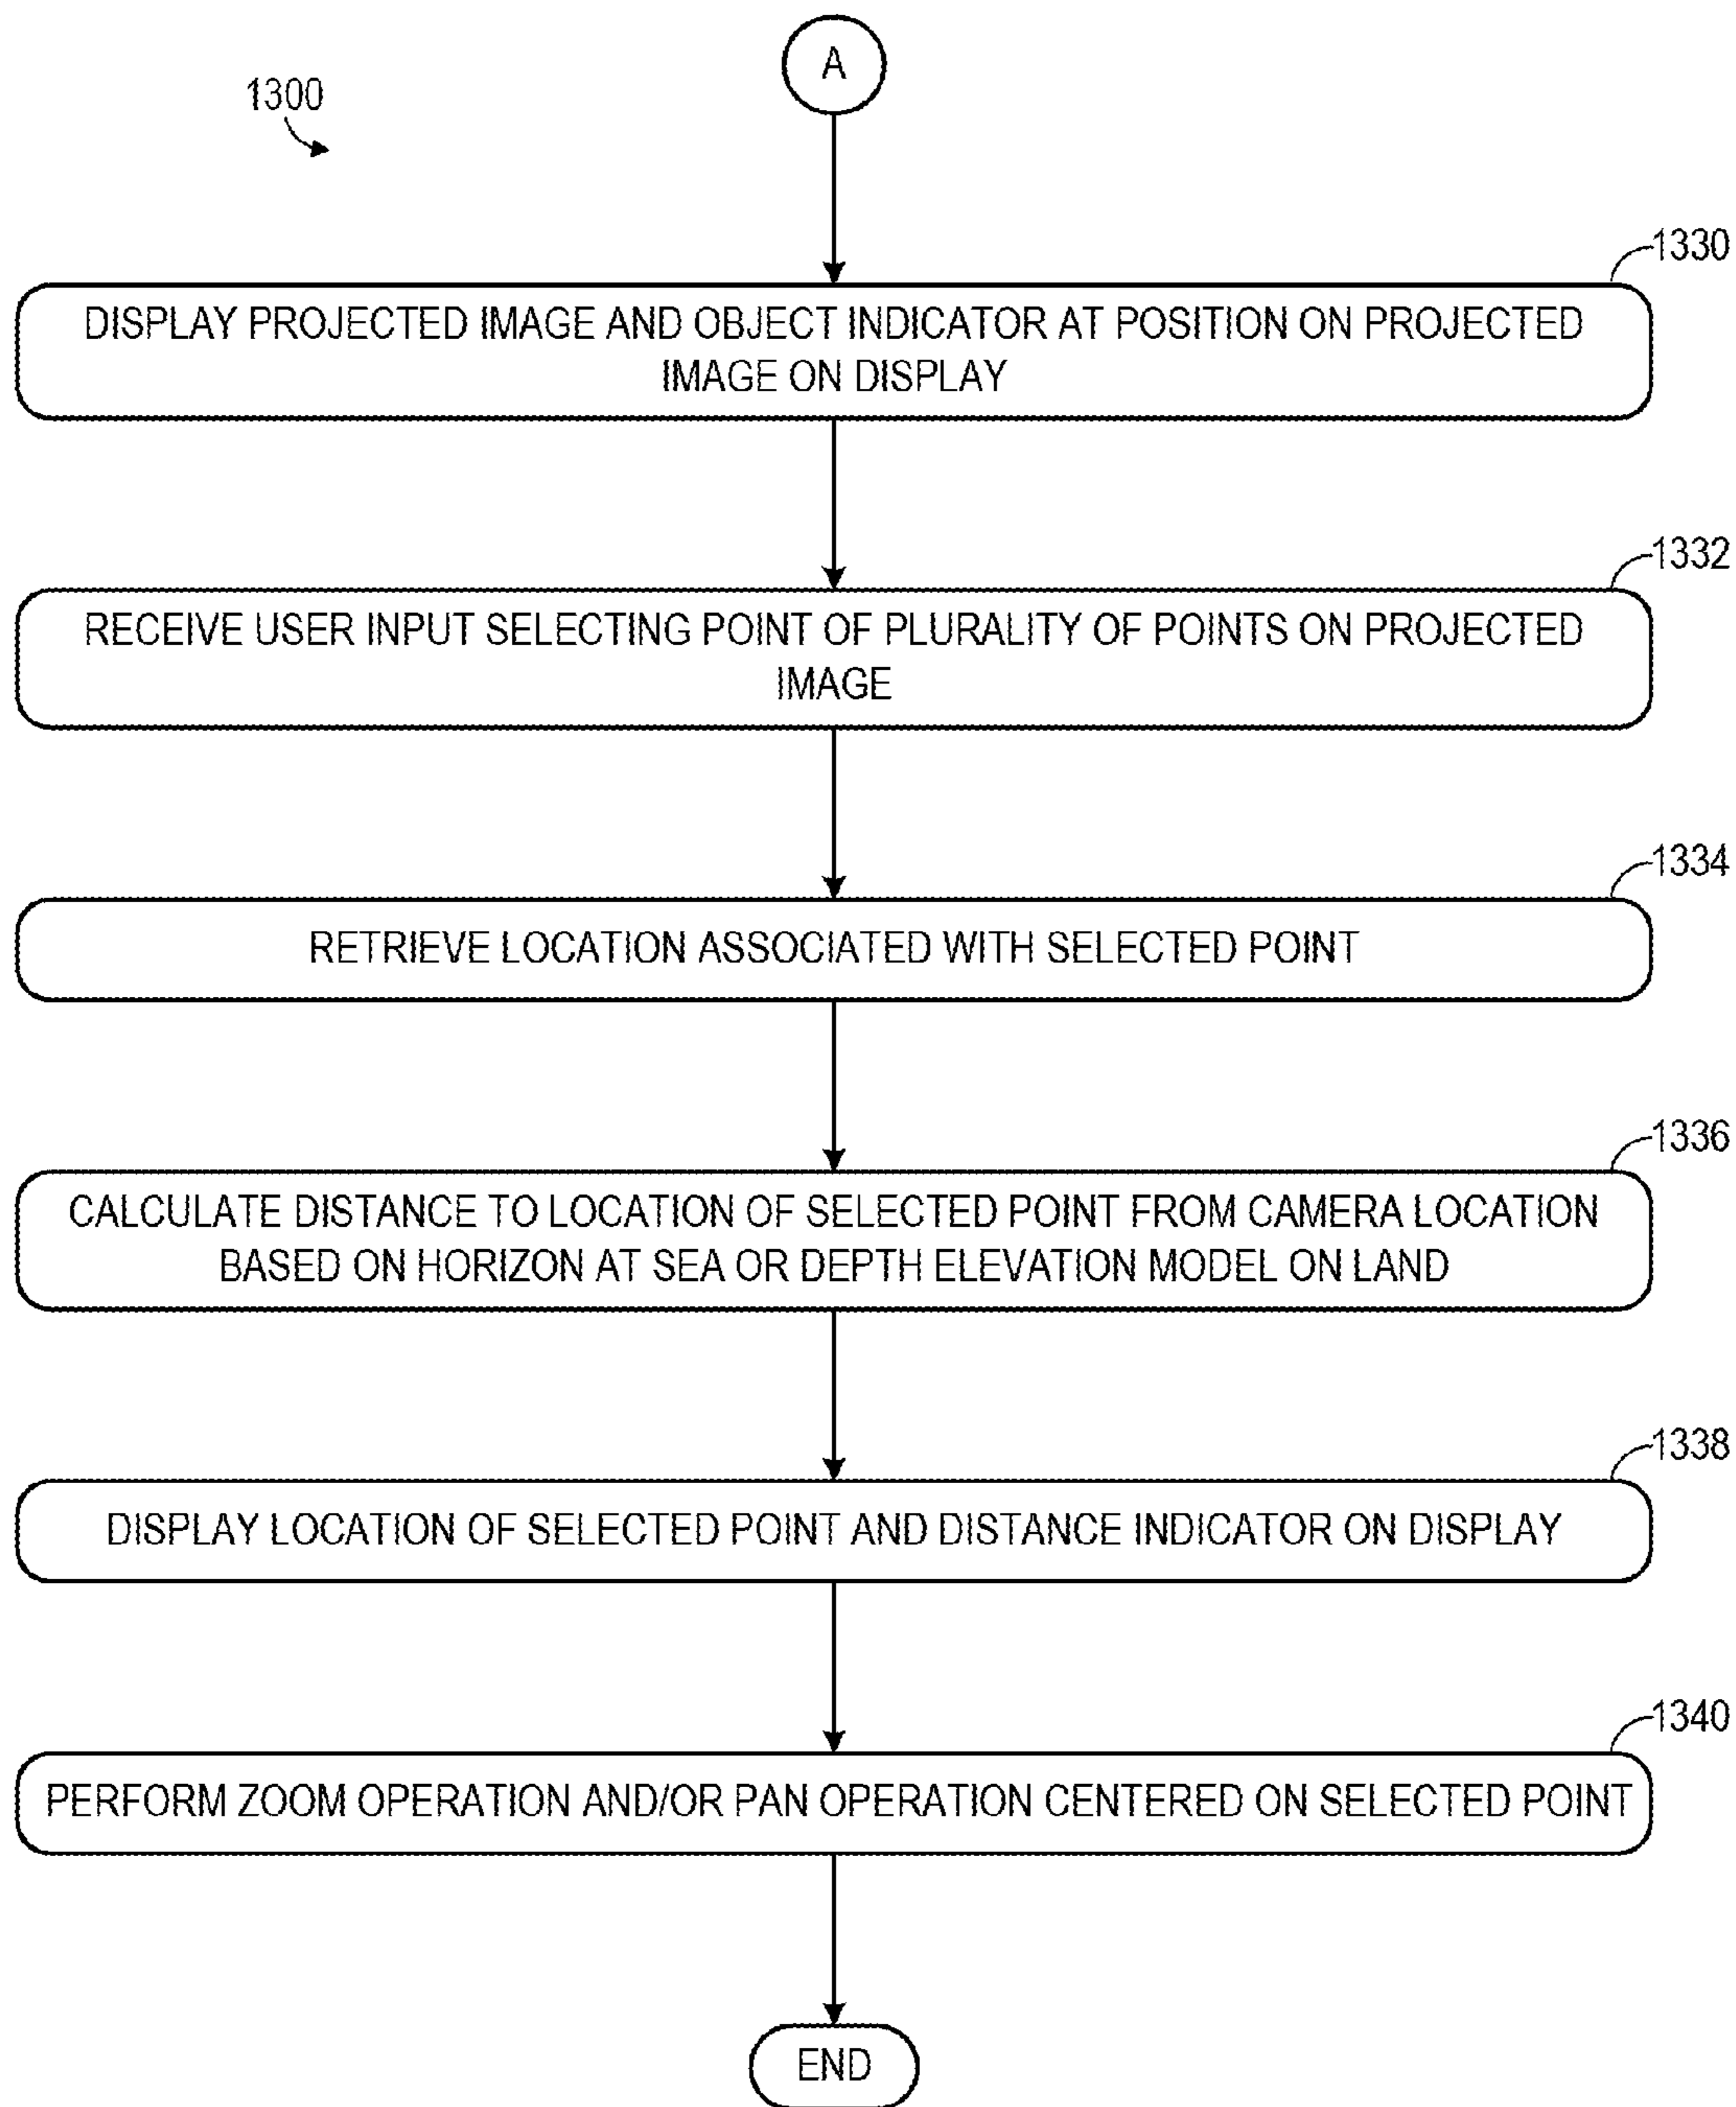 A
1300
1330
DISPLAY PROJECTED IMAGE AND OBJECT INDICATOR AT POSITION ON PROJECTED
IMAGE ON DISPLAY
1332
RECEIVE USER INPUT SELECTING POINT OF PLURALITY OF POINTS ON PROJECTED
IMAGE
1334
RETRIEVE LOCATION ASSOCIATED WITH SELECTED POINT
1336
CALCULATE DISTANCE TO LOCATION OF SELECTED POINT FROM CAMERA LOCATION
BASED ON HORIZON AT SEA OR DEPTH ELEVATION MODEL ON LAND
1338
DISPLAY LOCATION OF SELECTED POINT AND DISTANCE INDICATOR ON DISPLAY
1340
PERFORM ZOOM OPERATION AND/OR PAN OPERATION CENTERED ON SELECTED POINT
END